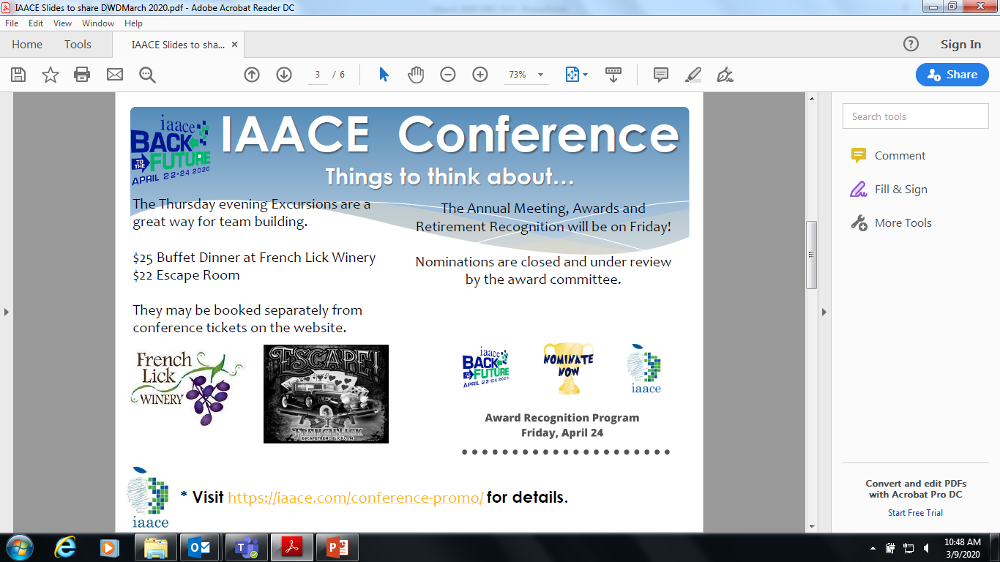 IAACE Slides to share DWDMarch 2020.pdf - Adobe Acrobat Reader DC
File Edit View Window Help
Home Tools IAACE Slides to sha... × Sign In
3 / 6 73% Share
iaace
BACK
TO THE
FUTURE
APRIL 22-24 2020
IAACE Conference
Things to think about...
The Thursday evening Excursions are a
great way for team building.
$25 Buffet Dinner at French Lick Winery
$22 Escape Room
They may be booked separately from
conference tickets on the website.
French
Lick
WINERY
ESCAPE!
FRENCH LICK
ESCAPEFRENCHLICK.COM
The Annual Meeting, Awards and
Retirement Recognition will be on Friday!
Nominations are closed and under review
by the award committee.
iaace
BACK
TO THE
FUTURE
APRIL 22-24 2020
NOMINATE
NOW
iaace
Award Recognition Program
Friday, April 24
iaace
* Visit https://iaace.com/conference-promo/ for details.
Search tools
Comment
Fill & Sign
More Tools
Convert and edit PDFs
with Acrobat Pro DC
Start Free Trial
10:48 AM
3/9/2020